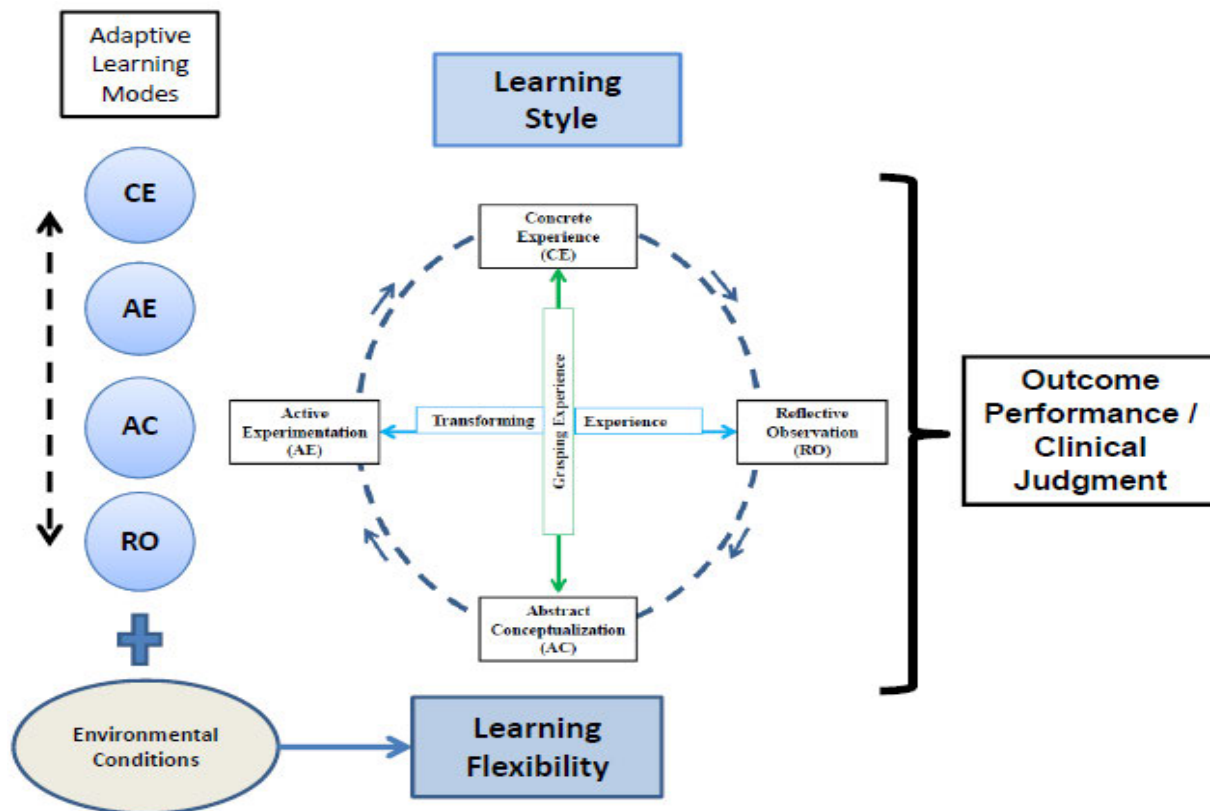 Adaptive
Learning
Modes
CE
AE
AC
RO
Environmental
Conditions
Learning
Style
Concrete
Experience
(CE)
Active
Experimentation
(AE)
Transforming
Grisping Experience
Experience
Reflective
Observation
(RO)
Abstract
Conceptualization
(AC)
Learning
Flexibility
Outcome
Performance /
Clinical
Judgment